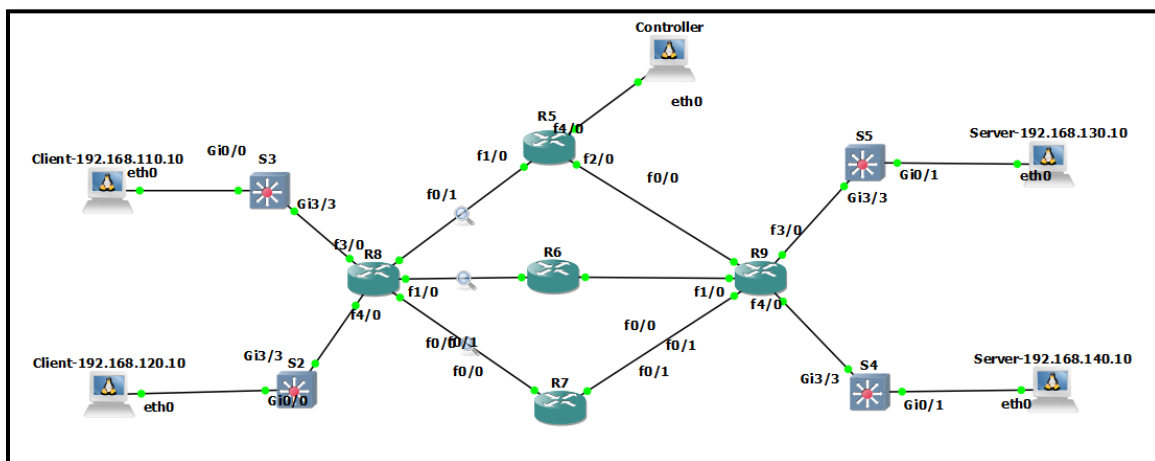 Controller
eth0
R5
f4/0
f1/0
f2/0
f0/1
f0/0
Client-192.168.110.10
eth0
Gi0/0
S3
Gi3/3
f3/0
R8
f1/0
f4/0
R6
R9
f1/0
f4/0
f3/0
S5
Gi3/3
Gi0/1
Server-192.168.130.10
eth0
f0/0
f0/1
f0/0
R7
f0/0
f0/1
f0/1
Client-192.168.120.10
eth0
Gi3/3
S2
Gi0/0
Gi3/3
S4
Gi0/1
Server-192.168.140.10
eth0